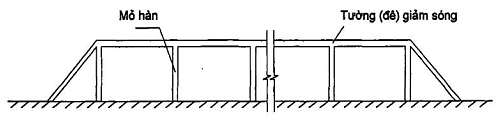 Mỏ hàn
Tường (đê) giảm sóng